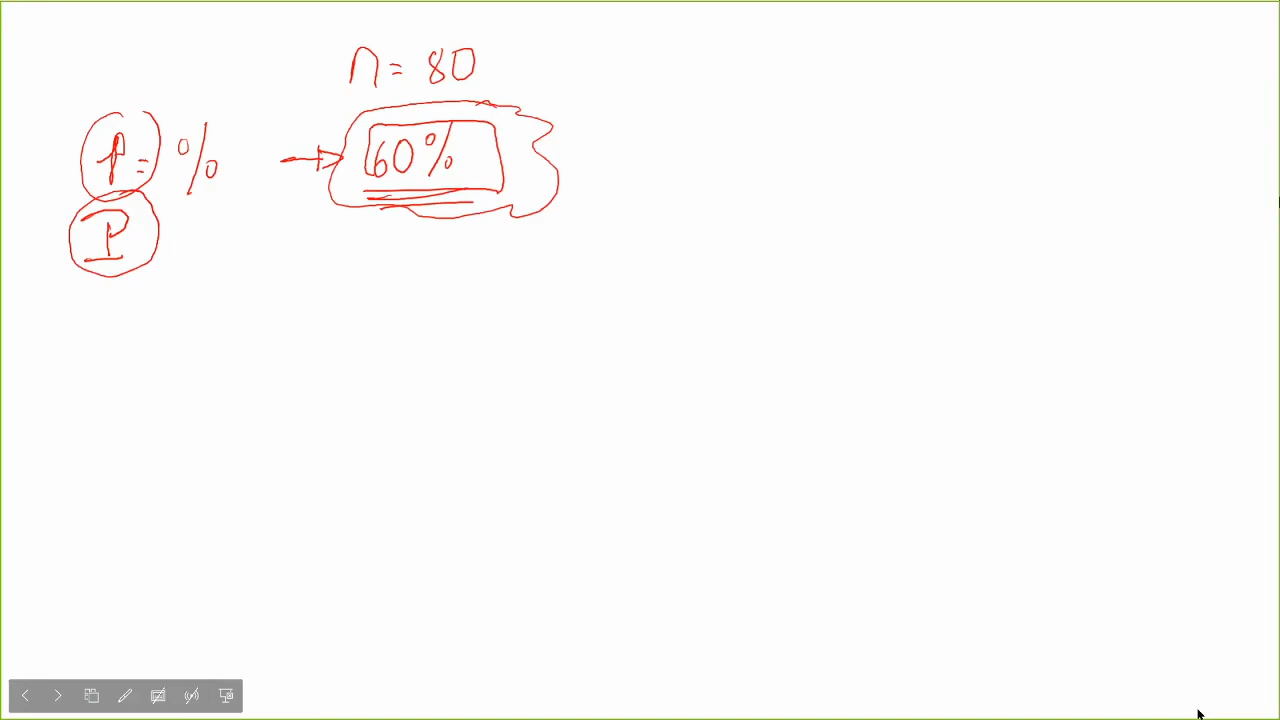 n = 80
p = % 60%
P